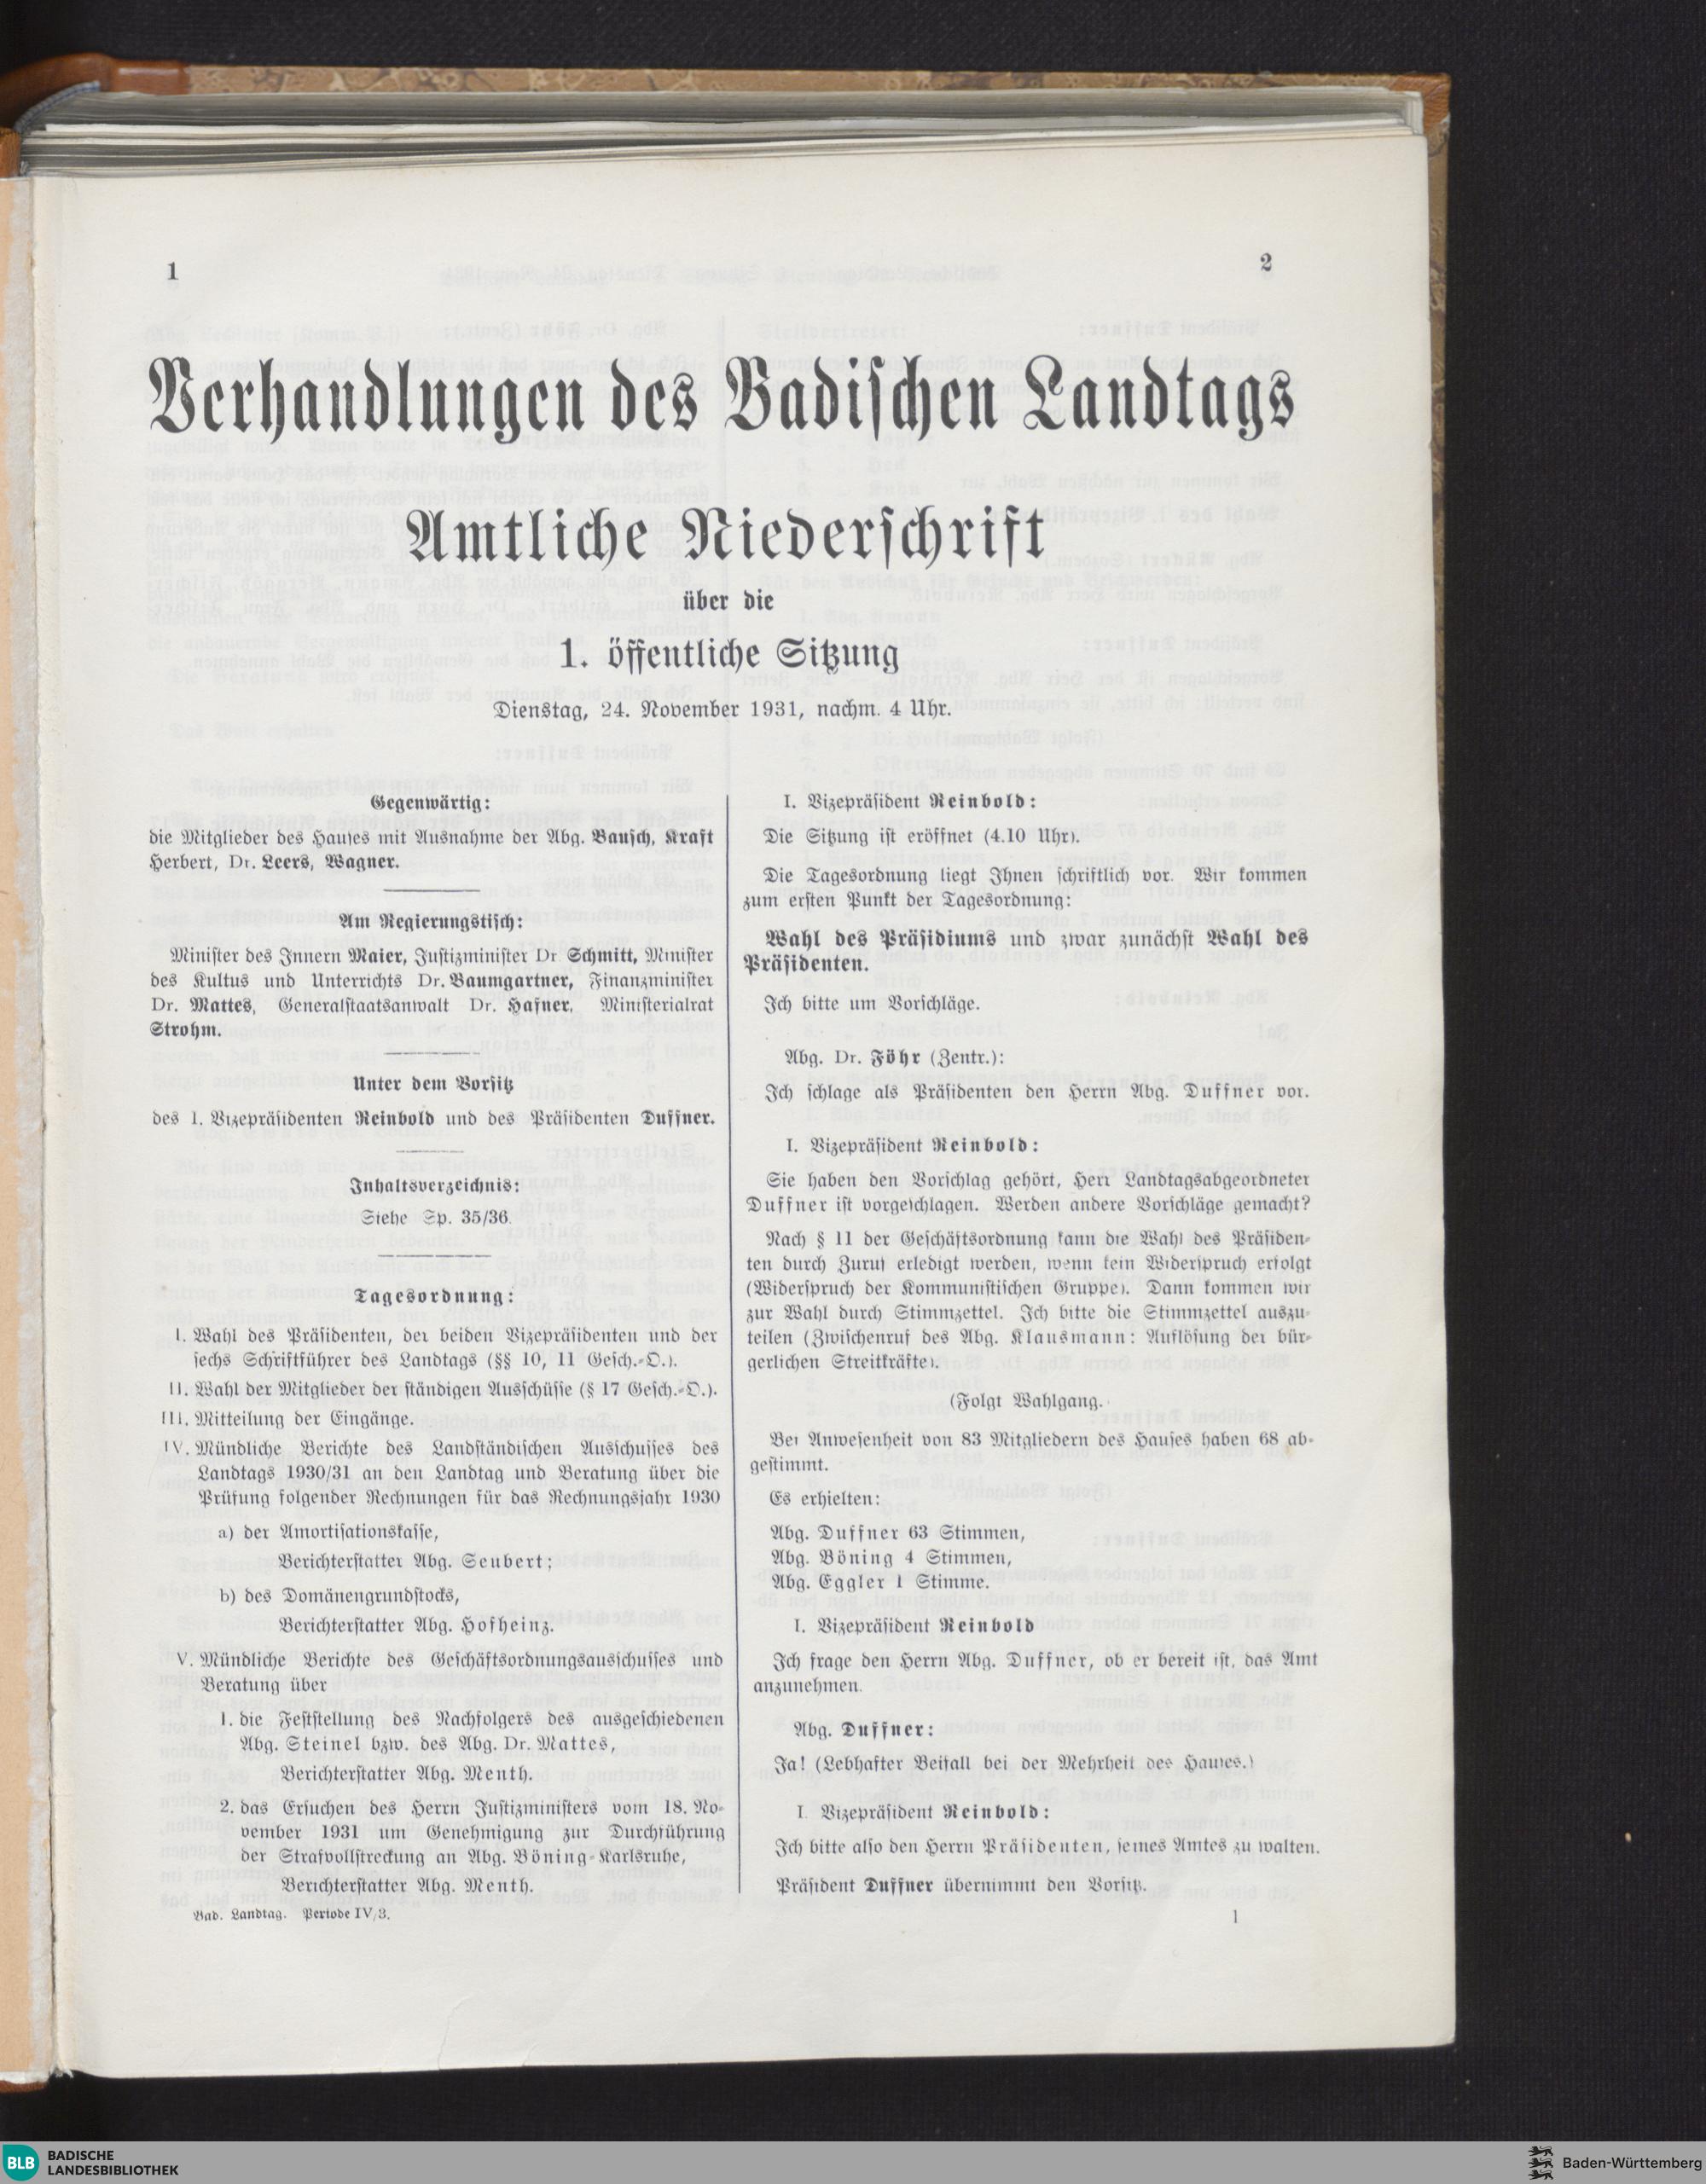 1
2
Verhandlungen des Badischen Landtags
Amtliche Niederschrift
über die
1. öffentliche Sitzung
Dienstag, 24. November 1931, nachm. 4 Uhr.
Gegenwärtig:
die Mitglieder des Hauses mit Ausnahme der Abg. Bausch, Kraft
Herbert, Dr. Leers, Wagner.
Am Regierungstisch:
Minister des Innern Maier, Justizminister Dr Schmitt, Minister
des Kultus und Unterrichts Dr. Baumgartner, Finanzminister
Dr. Mattes, Generalstaatsanwalt Dr. Hafner, Ministerialrat
Strohm.
Unter dem Vorsitz
des 1. Vizepräsidenten Reinbold und des Präsidenten Duffner.
Inhaltsverzeichnis:
Siehe Sp. 35/36.
Tagesordnung:
I. Wahl des Präsidenten, der beiden Vizepräsidenten und der
sechs Schriftführer des Landtags (§§ 10, 11 Gesch.-O.).
II. Wahl der Mitglieder der ständigen Ausschüsse (§ 17 Gesch.-O.).
III. Mitteilung der Eingänge.
IV. Mündliche Berichte des Landständischen Ausschusses des
Landtags 1930/31 an den Landtag und Beratung über die
Prüfung folgender Rechnungen für das Rechnungsjahr 1930
a) der Amortisationskasse,
Berichterstatter Abg. Seubert;
b) des Domänengrundstocks,
Berichterstatter Abg. Hofheinz.
V. Mündliche Berichte des Geschäftsordnungsausschusses und
Beratung über
1. die Feststellung des Nachfolgers des ausgeschiedenen
Abg. Steinel bzw. des Abg. Dr. Mattes,
Berichterstatter Abg. Menth.
2. das Ersuchen des Herrn Justizministers vom 18. No-
vember 1931 um Genehmigung zur Durchführung
der Strafvollstreckung an Abg. Böning-Karlsruhe,
Berichterstatter Abg. Menth.
Bad. Landtag. Periode IV/3.
I. Vizepräsident Reinbold:
Die Sitzung ist eröffnet (4.10 Uhr).
Die Tagesordnung liegt Ihnen schriftlich vor. Wir kommen
zum ersten Punkt der Tagesordnung:
Wahl des Präsidiums und zwar zunächst Wahl des
Präsidenten.
Ich bitte um Vorschläge.
Abg. Dr. Föhr (Zentr.):
Ich schlage als Präsidenten den Herrn Abg. Duffner vor.
I. Vizepräsident Reinbold:
Sie haben den Vorschlag gehört, Herr Landtagsabgeordneter
Duffner ist vorgeschlagen. Werden andere Vorschläge gemacht?
Nach § 11 der Geschäftsordnung kann die Wahl des Präsiden-
ten durch Zuruf erledigt werden, wenn kein Widerspruch erfolgt
(Widerspruch der Kommunistischen Gruppe). Dann kommen wir
zur Wahl durch Stimmzettel. Ich bitte die Stimmzettel auszu-
teilen (Zwischenruf des Abg. Klausmann: Auflösung der bür-
gerlichen Streitkräfte).
(Folgt Wahlgang.
Bei Anwesenheit von 83 Mitgliedern des Hauses haben 68 ab-
gestimmt.
Es erhielten:
Abg. Duffner 63 Stimmen,
Abg. Böning 4 Stimmen,
Abg. Eggler 1 Stimme.
I. Vizepräsident Reinbold
Ich frage den Herrn Abg. Duffner, ob er bereit ist, das Amt
anzunehmen.
Abg. Duffner:
Ja! (Lebhafter Beifall bei der Mehrheit des Hauses.)
I. Vizepräsident Reinbold:
Ich bitte also den Herrn Präsidenten, seines Amtes zu walten.
Präsident Duffner übernimmt den Vorsitz.
1
BLB
BADISCHE
LANDESBIBLIOTHEK
Baden-Württemberg